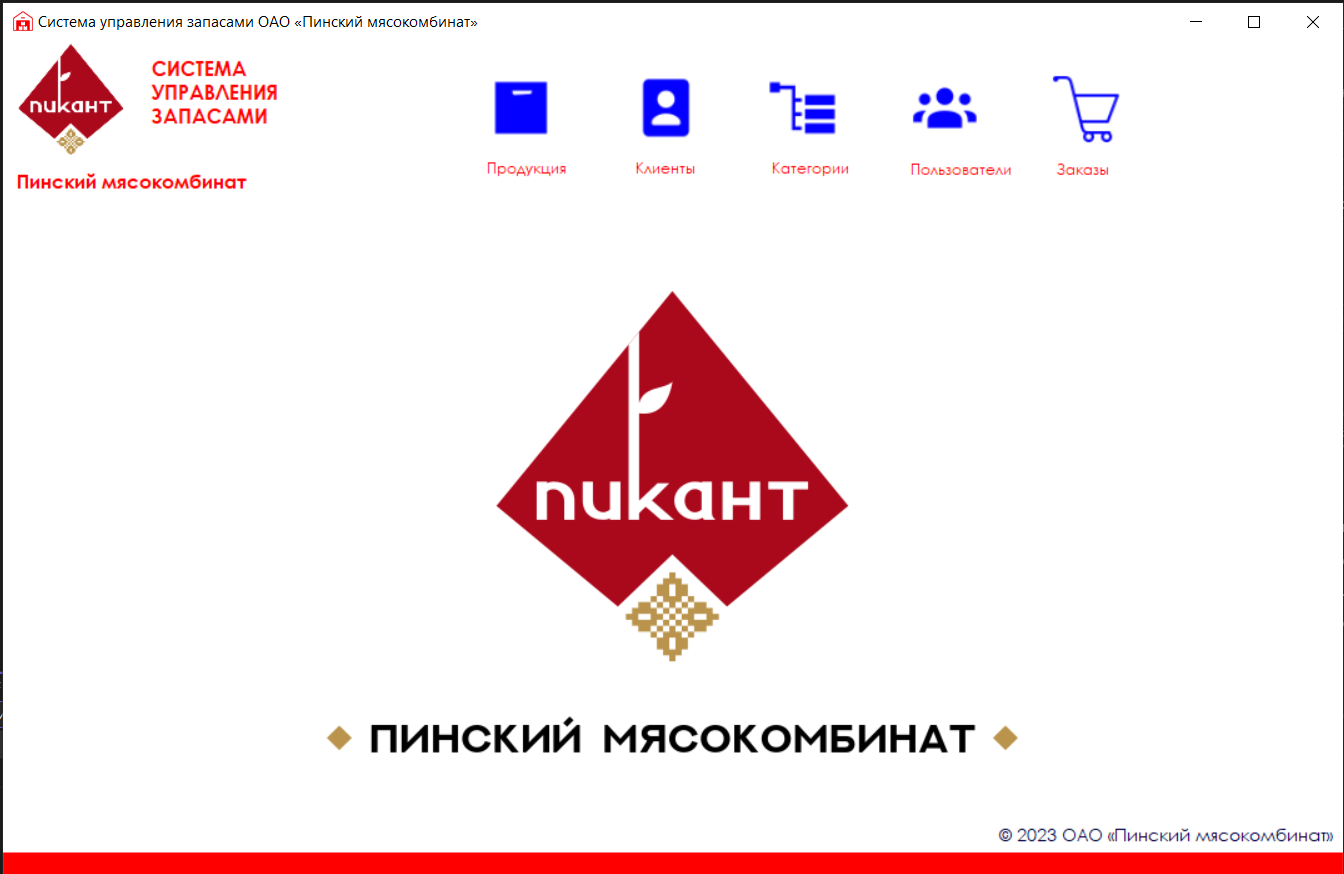 Система управления запасами ОАО «Пинский мясокомбинат»
пикант
СИСТЕМА
УПРАВЛЕНИЯ
ЗАПАСАМИ
Пинский мясокомбинат
Продукция Клиенты Категории Пользователи Заказы
пикант
ПИНСКИЙ МЯСОКОМБИНАТ
© 2023 ОАО «Пинский мясокомбинат»